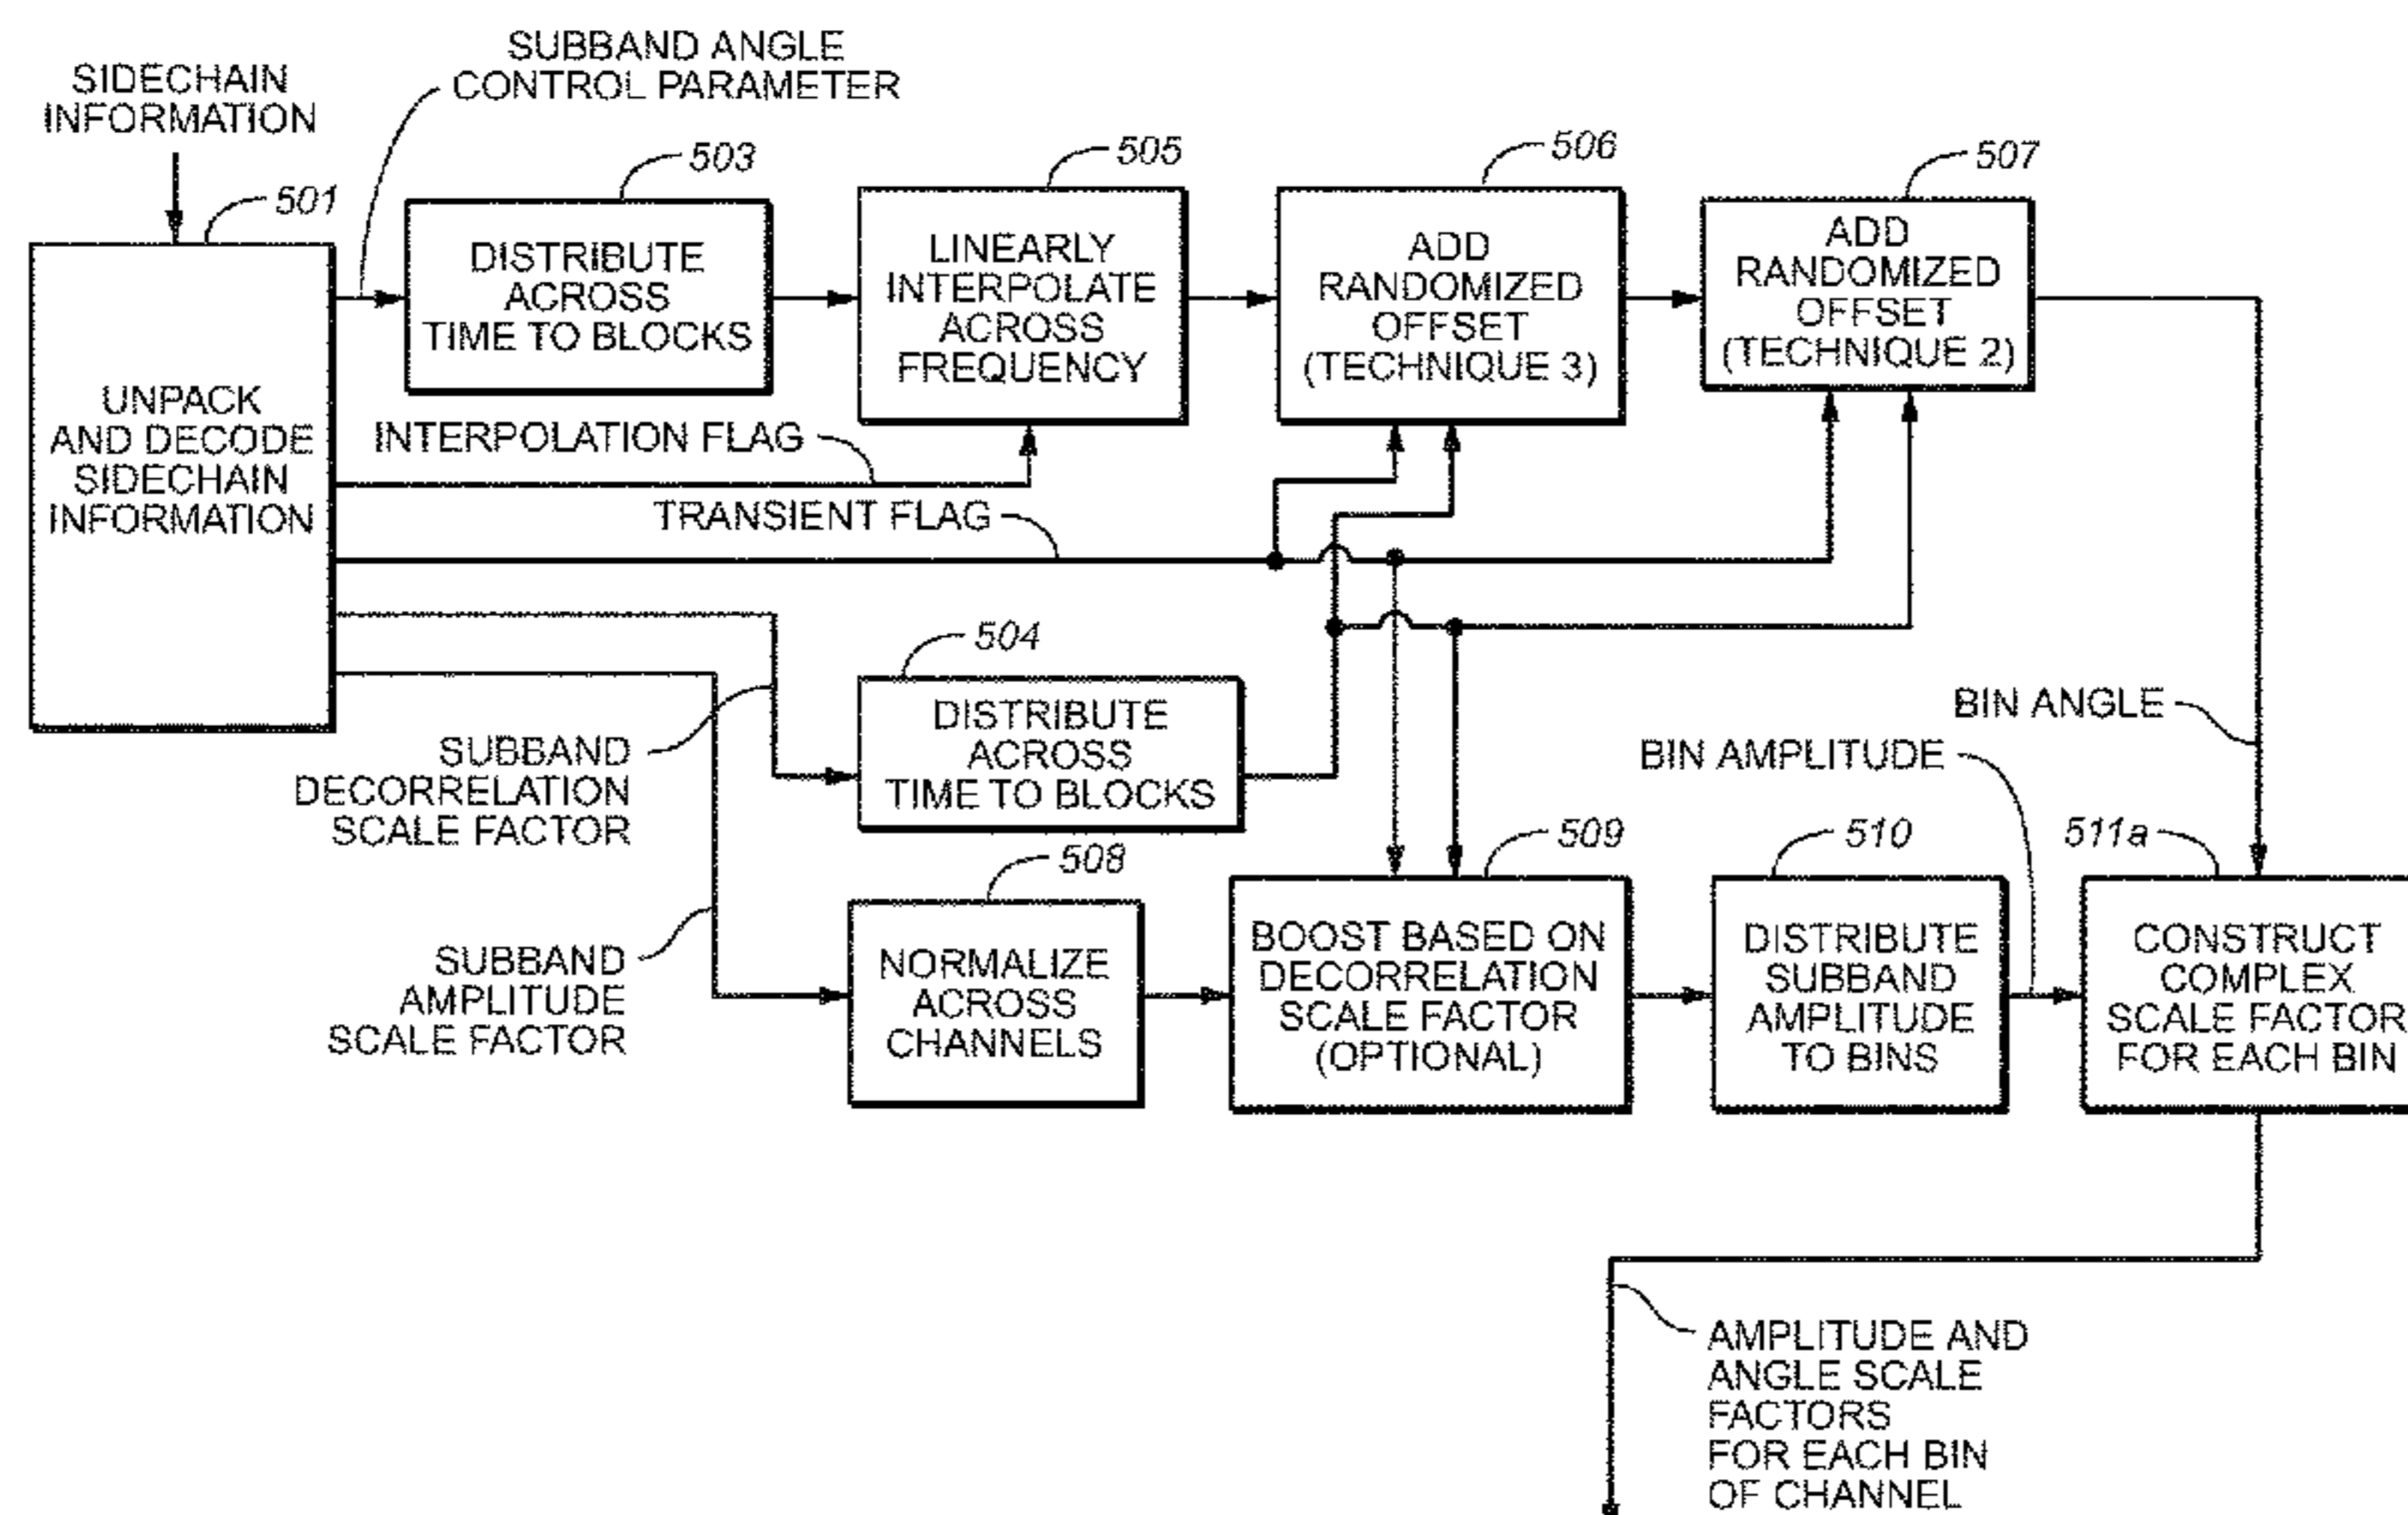 SUBBAND ANGLE
CONTROL PARAMETER
SIDECHAIN
INFORMATION
501
503
505
506
507
UNPACK
AND DECODE
SIDECHAIN
INFORMATION
DISTRIBUTE
ACROSS
TIME TO BLOCKS
LINEARLY
INTERPOLATE
ACROSS
FREQUENCY
ADD
RANDOMIZED
OFFSET
(TECHNIQUE 3)
ADD
RANDOMIZED
OFFSET
(TECHNIQUE 2)
INTERPOLATION FLAG
TRANSIENT FLAG
504
DISTRIBUTE
ACROSS
TIME TO BLOCKS
SUBBAND
DECORRELATION
SCALE FACTOR
BIN ANGLE
BIN AMPLITUDE
508
509
510
511a
SUBBAND
AMPLITUDE
SCALE FACTOR
NORMALIZE
ACROSS
CHANNELS
BOOST BASED ON
DECORRELATION
SCALE FACTOR
(OPTIONAL)
DISTRIBUTE
SUBBAND
AMPLITUDE
TO BINS
CONSTRUCT
COMPLEX
SCALE FACTOR
FOR EACH BIN
AMPLITUDE AND
ANGLE SCALE
FACTORS
FOR EACH BIN
OF CHANNEL